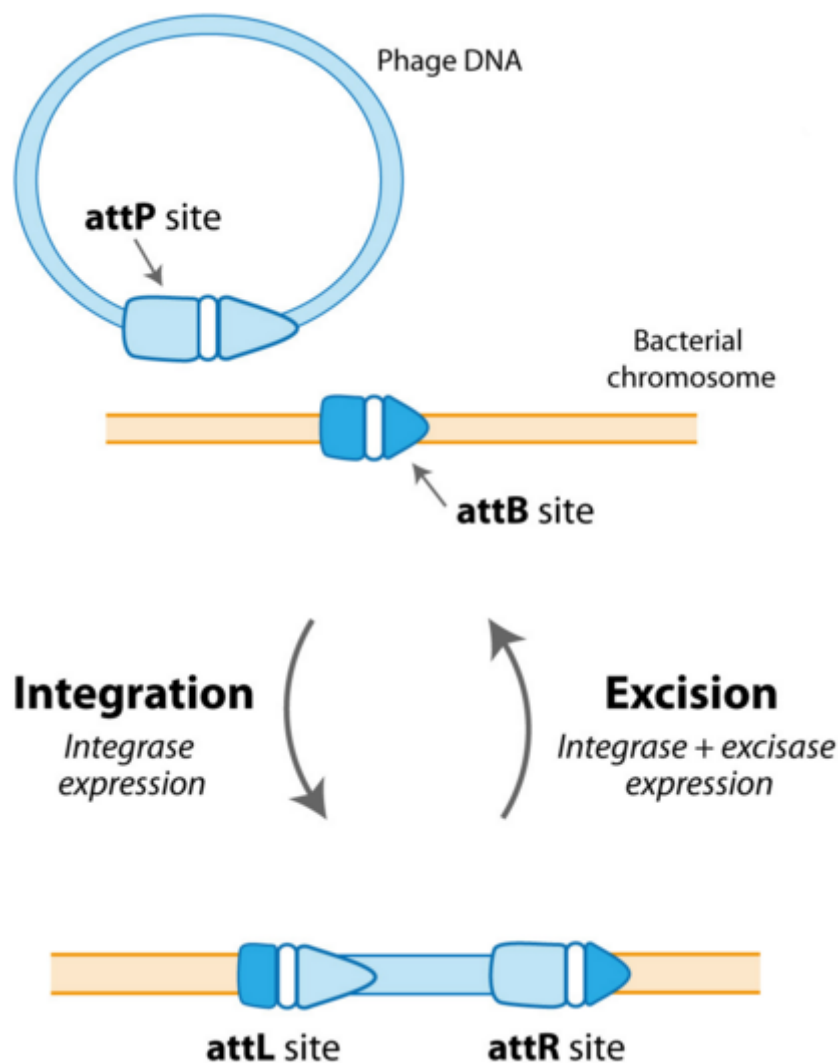 Phage DNA
attP site
Bacterial
chromosome
attB site
Integration
Integrase
expression
Excision
Integrase + excisase
expression
attL site
attR site